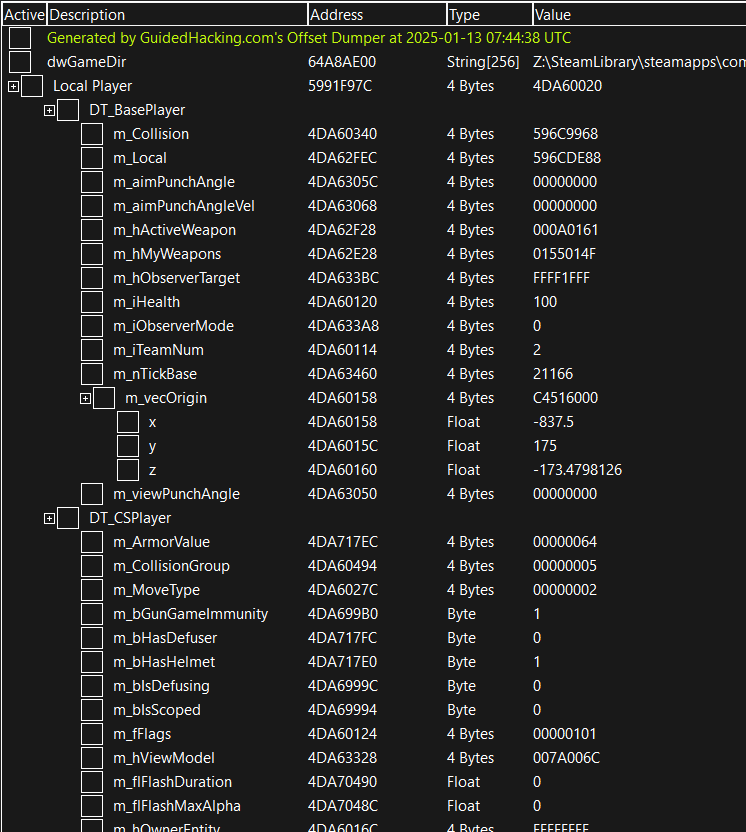 Active Description Address Type Value
Generated by GuidedHacking.com's Offset Dumper at 2025-01-13 07:44:38 UTC
dwGameDir 64A8AE00 String[256] Z:\SteamLibrary\steamapps\com
Local Player 5991F97C 4 Bytes 4DA60020
DT_BasePlayer
m_Collision 4DA60340 4 Bytes 596C9968
m_Local 4DA62FEC 4 Bytes 596CDE88
m_aimPunchAngle 4DA6305C 4 Bytes 00000000
m_aimPunchAngleVel 4DA63068 4 Bytes 00000000
m_hActiveWeapon 4DA62F28 4 Bytes 000A0161
m_hMyWeapons 4DA62E28 4 Bytes 0155014F
m_hObserverTarget 4DA633BC 4 Bytes FFFF1FFF
m_iHealth 4DA60120 4 Bytes 100
m_iObserverMode 4DA633A8 4 Bytes 0
m_iTeamNum 4DA60114 4 Bytes 2
m_nTickBase 4DA63460 4 Bytes 21166
m_vecOrigin 4DA60158 4 Bytes C4516000
x 4DA60158 Float -837.5
y 4DA6015C Float 175
z 4DA60160 Float -173.4798126
m_viewPunchAngle 4DA63050 4 Bytes 00000000
DT_CSPlayer
m_ArmorValue 4DA717EC 4 Bytes 00000064
m_CollisionGroup 4DA60494 4 Bytes 00000005
m_MoveType 4DA6027C 4 Bytes 00000002
m_bGunGameImmunity 4DA699B0 Byte 1
m_bHasDefuser 4DA717FC Byte 0
m_bHasHelmet 4DA717E0 Byte 1
m_bIsDefusing 4DA6999C Byte 0
m_bIsScoped 4DA69994 Byte 0
m_fFlags 4DA60124 4 Bytes 00000101
m_hViewModel 4DA63328 4 Bytes 007A006C
m_flFlashDuration 4DA70490 Float 0
m_flFlashMaxAlpha 4DA7048C Float 0
m_hOwnerEntity 4DA6016C 4 Bytes FFFFFFFF